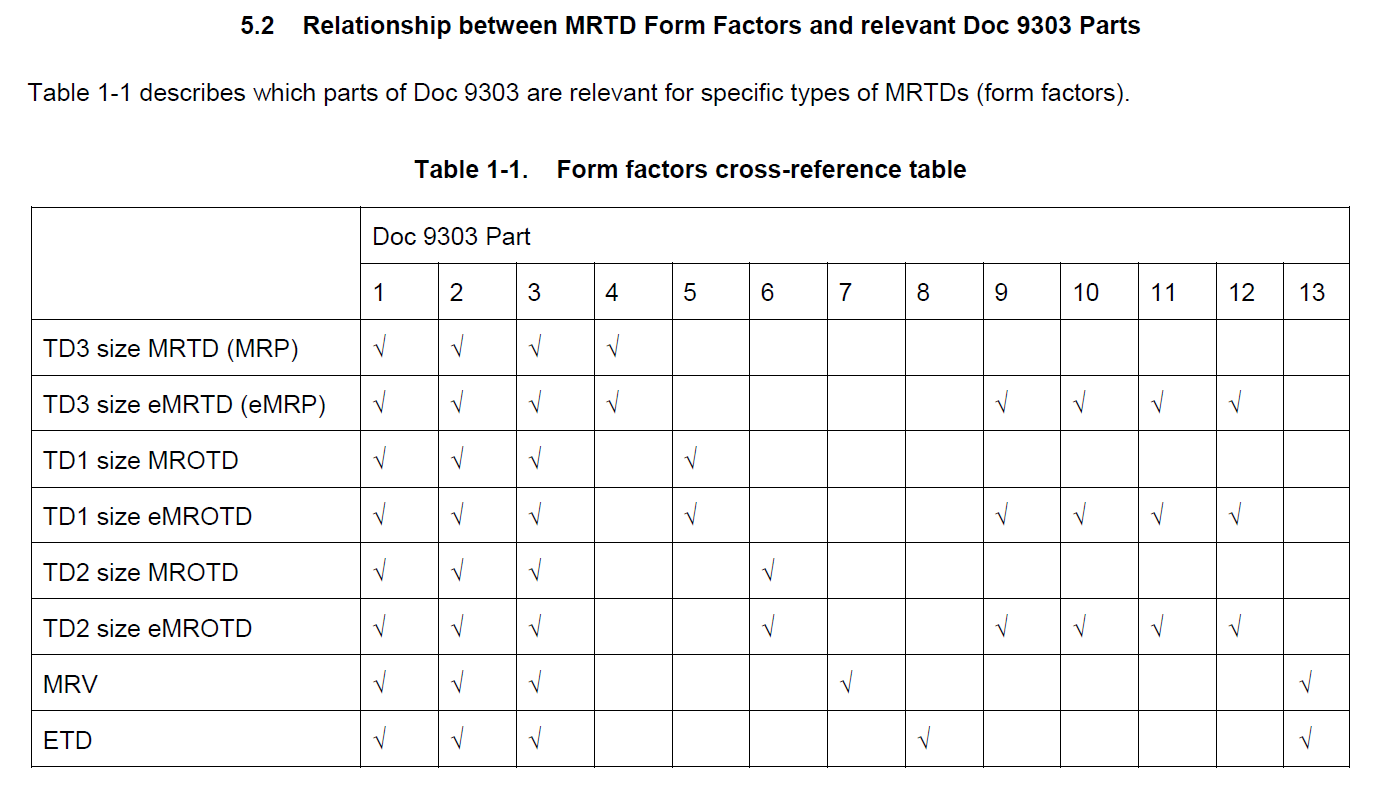 5.2 Relationship between MRTD Form Factors and relevant Doc 9303 Parts
Table 1-1 describes which parts of Doc 9303 are relevant for specific types of MRTDs (form factors).
Table 1-1. Form factors cross-reference table
Doc 9303 Part
1 2 3 4 5 6 7 8 9 10 11 12 13
TD3 size MRTD (MRP) √ √ √ √
TD3 size eMRTD (eMRP) √ √ √ √ √ √ √ √
TD1 size MROTD √ √ √ √
TD1 size eMROTD √ √ √ √ √ √ √ √
TD2 size MROTD √ √ √ √
TD2 size eMROTD √ √ √ √ √ √ √ √
MRV √ √ √ √ √
ETD √ √ √ √ √